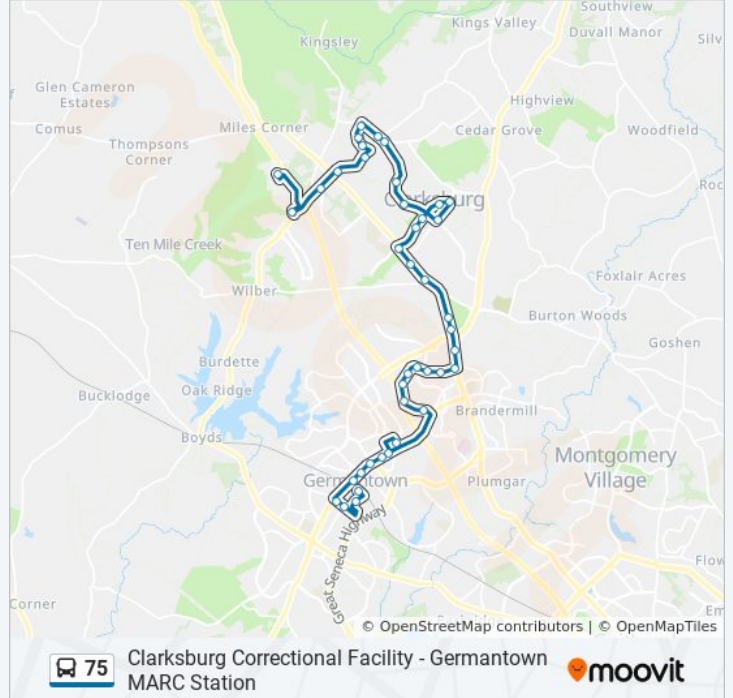 Southview
Kings Valley
Duvall Manor
Silv
Kingsley
Glen Cameron
Estates
Highview
Comus
Miles Corner
Cedar Grove
Woodfield
Thompsons
Corner
Roc
Clarksburg
Ten Mile Creek
Foxlair Acres
Wilber
Burton Woods
Goshen
Burdette
Oak Ridge
Bucklodge
Brandermill
Boyds
Montgomery
Village
Germantown
Plumgar
Great Seneca Highway
Flow
Corner
Em
© OpenStreetMap contributors | © OpenMapTiles
75
Clarksburg Correctional Facility - Germantown
MARC Station
moovit